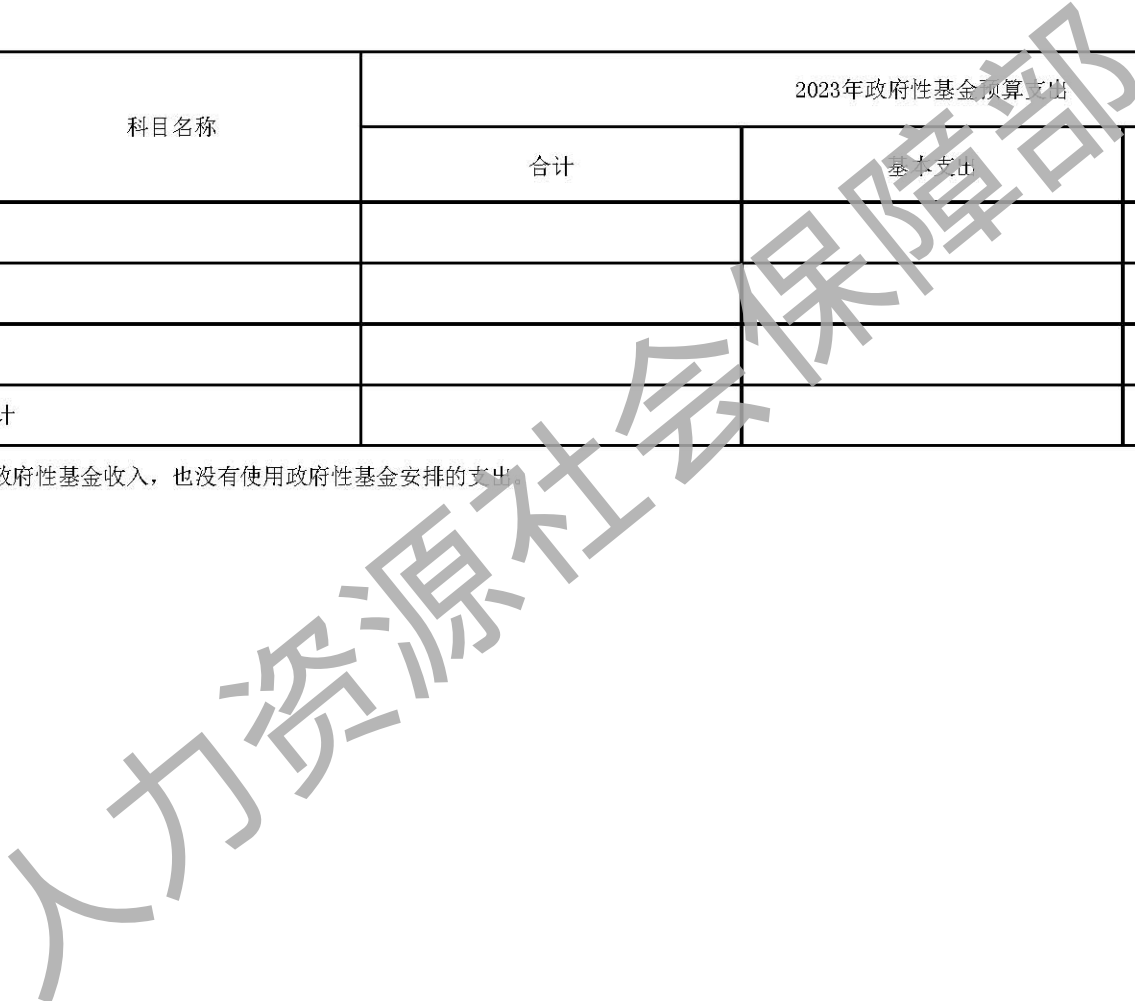 2023年政府性基金预算支出
科目名称
合计
基本支出
计
政府性基金收入，也没有使用政府性基金安排的支出。
人力资源社会保障部